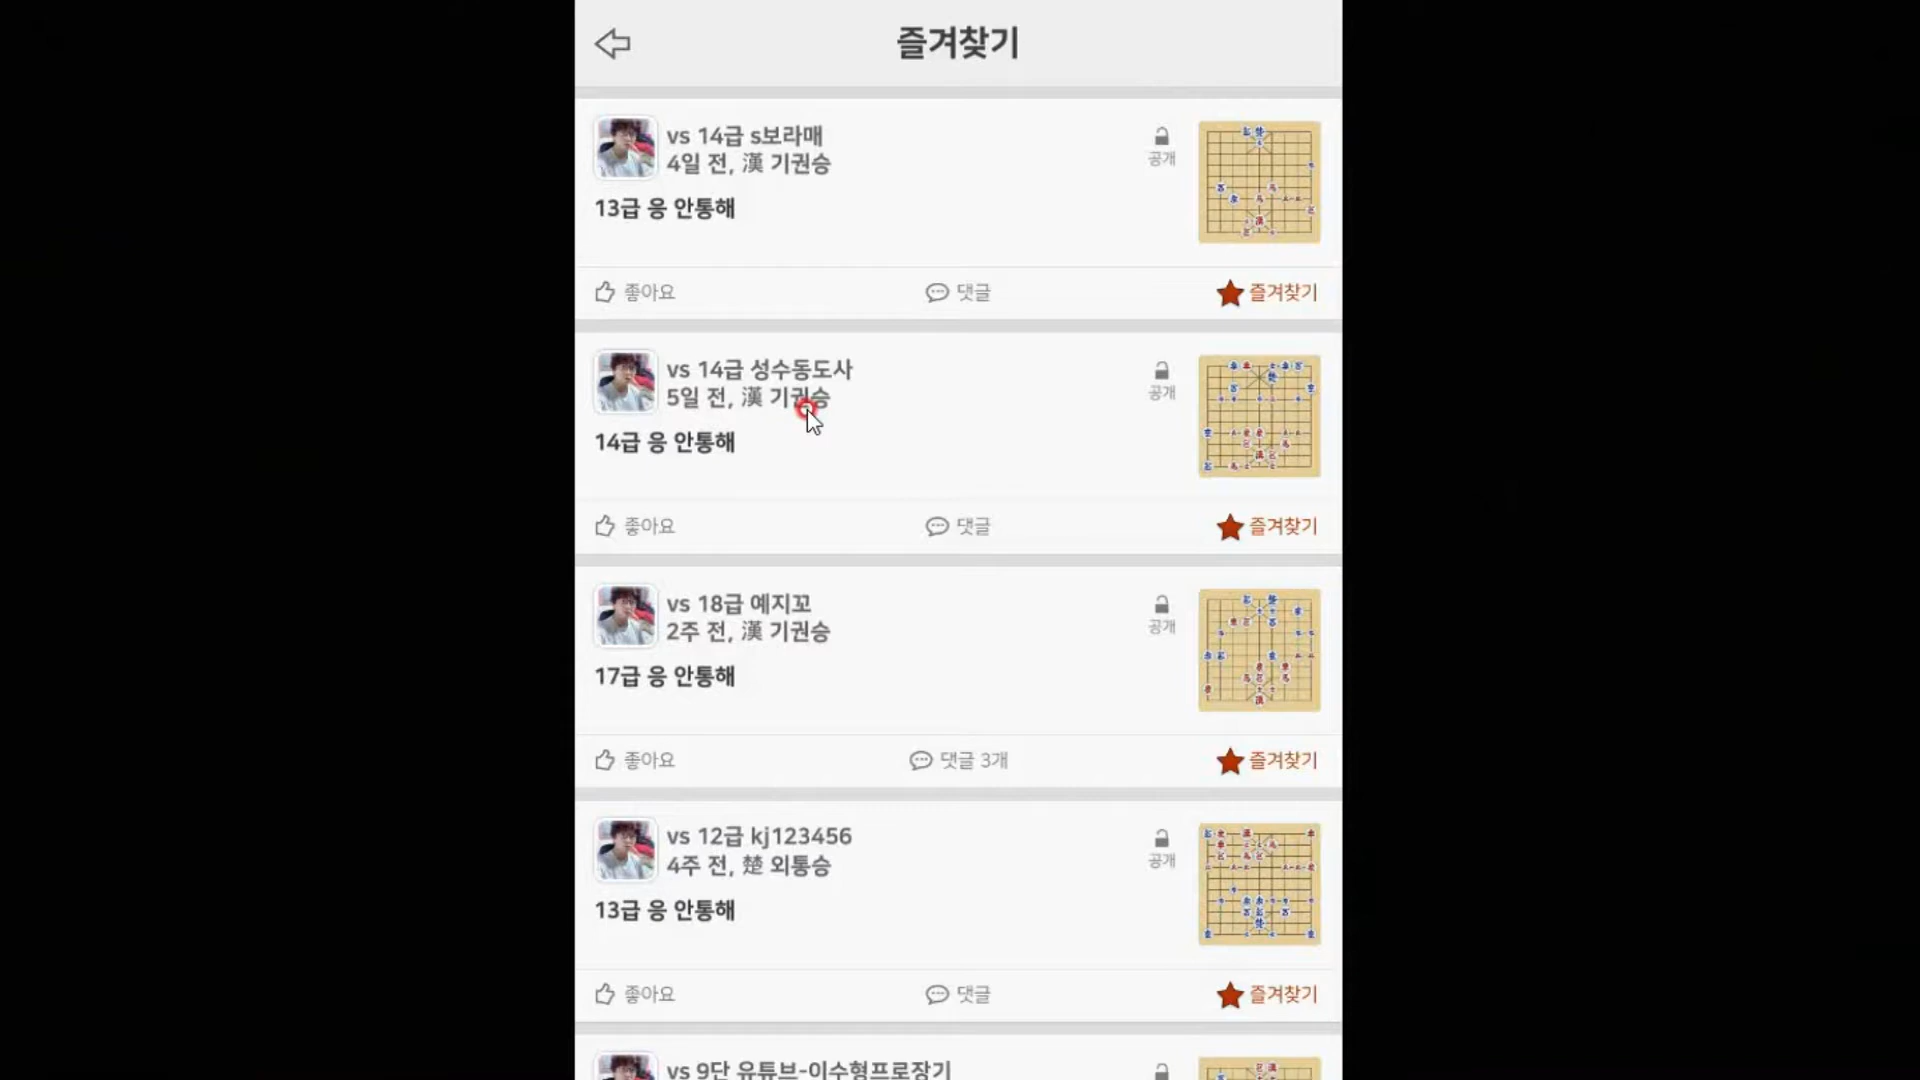 즐겨찾기
vs 14급 s보라매
4일 전, 漢 기권승
공개
13급 응 안통해
좋아요
댓글
즐겨찾기
vs 14급 성수동도사
5일 전, 漢 기권승
공개
14급 응 안통해
좋아요
댓글
즐겨찾기
vs 18급 예지꼬
2주 전, 漢 기권승
공개
17급 응 안통해
좋아요
댓글 3개
즐겨찾기
vs 12급 kj123456
4주 전, 楚 외통승
공개
13급 응 안통해
좋아요
댓글
즐겨찾기
vs 9단 유튜브-이수형프로장기